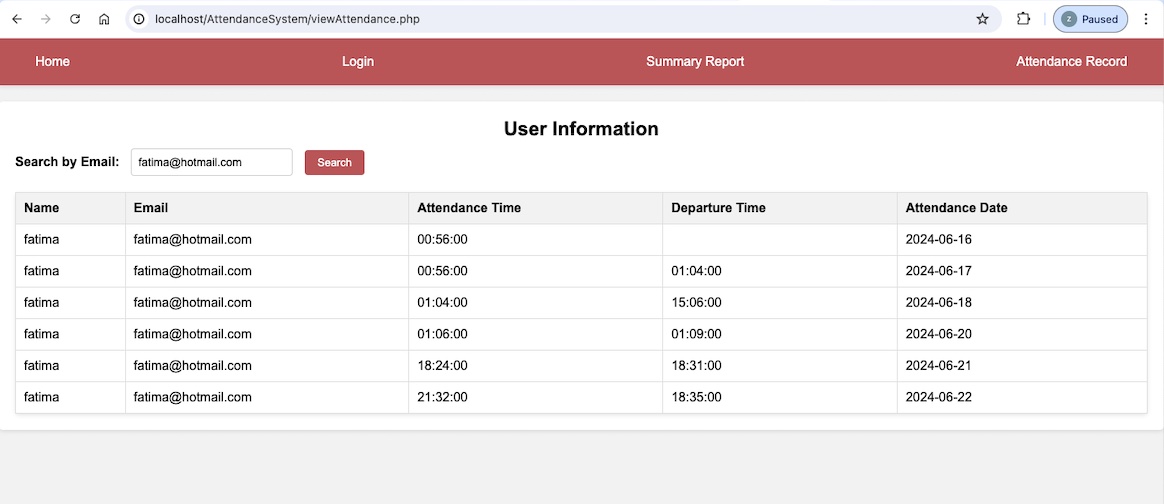 localhost/AttendanceSystem/viewAttendance.php
z Paused
Home Login Summary Report Attendance Record
User Information
Search by Email: fatima@hotmail.com Search
Name Email Attendance Time Departure Time Attendance Date
fatima fatima@hotmail.com 00:56:00 2024-06-16
fatima fatima@hotmail.com 00:56:00 01:04:00 2024-06-17
fatima fatima@hotmail.com 01:04:00 15:06:00 2024-06-18
fatima fatima@hotmail.com 01:06:00 01:09:00 2024-06-20
fatima fatima@hotmail.com 18:24:00 18:31:00 2024-06-21
fatima fatima@hotmail.com 21:32:00 18:35:00 2024-06-22